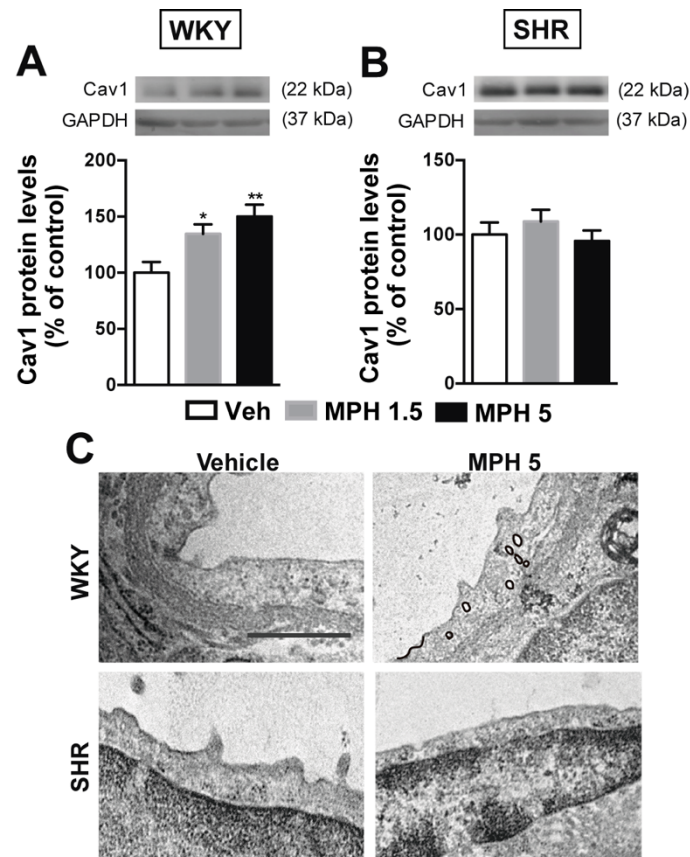 WKY
SHR
A
B
Cav1
(22 kDa)
Cav1
(22 kDa)
GAPDH
(37 kDa)
GAPDH
(37 kDa)
Cav1 protein levels
(% of control)
200
150
100
50
0
*
**
Cav1 protein levels
(% of control)
150
100
50
0
Veh
MPH 1.5
MPH 5
C
Vehicle
MPH 5
WKY
SHR